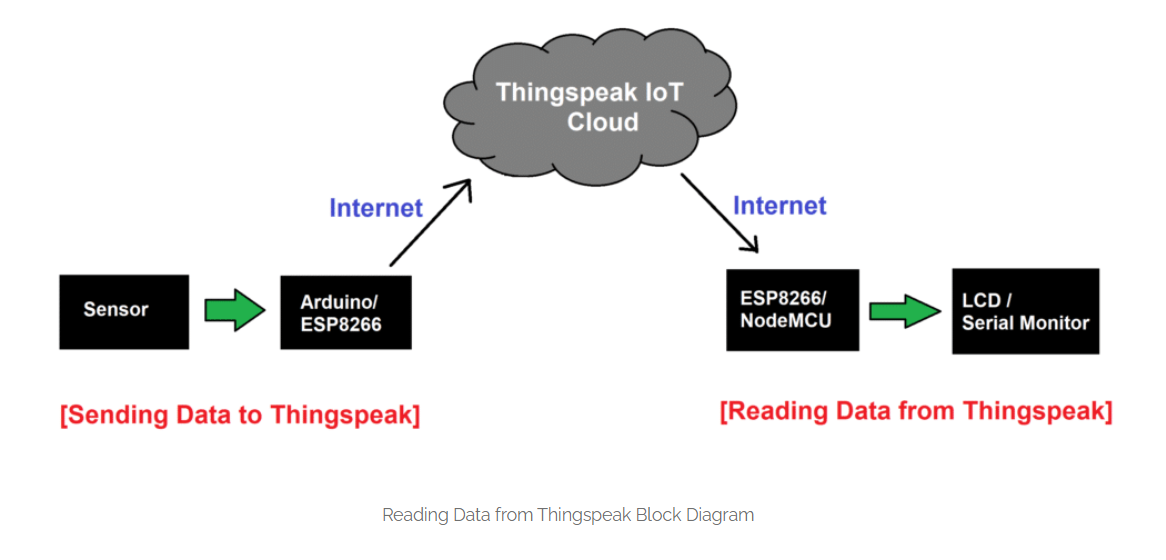 Thingspeak IoT
Cloud
Internet
Internet
Sensor
Arduino/
ESP8266
ESP8266/
NodeMCU
LCD /
Serial Monitor
[Sending Data to Thingspeak]
[Reading Data from Thingspeak]
Reading Data from Thingspeak Block Diagram